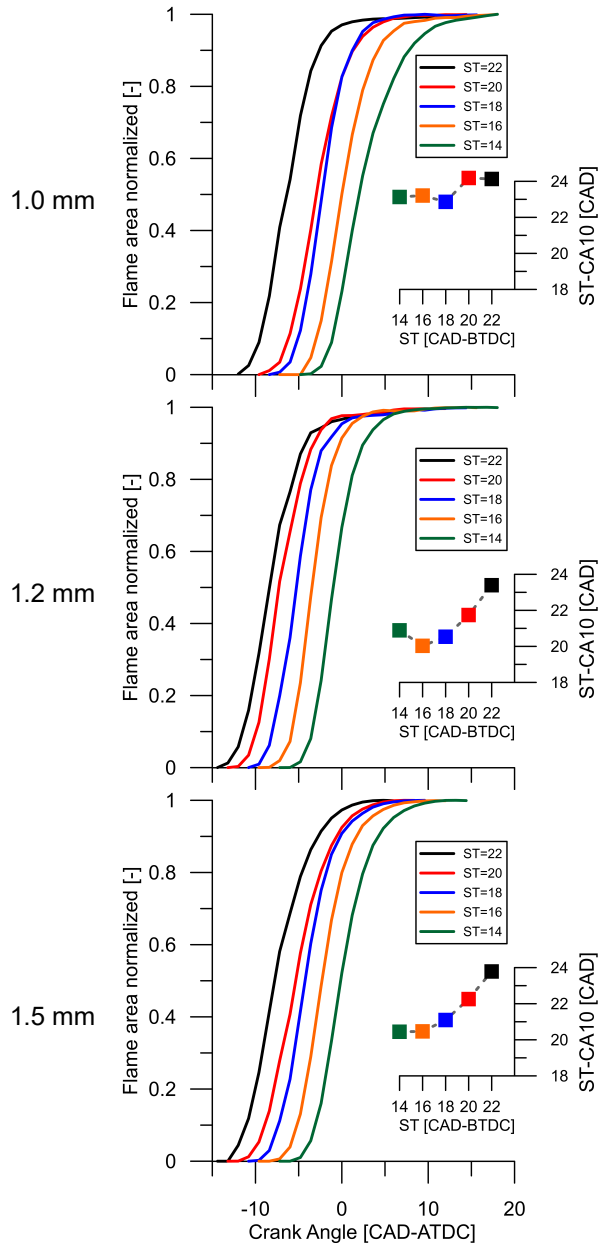 1.0 mm
Flame area normalized [-]
1
0.8
0.6
0.4
0.2
0
ST=22
ST=20
ST=18
ST=16
ST=14
24
22
20
18
ST-CA10 [CAD]
14 16 18 20 22
ST [CAD-BTDC]
1.2 mm
Flame area normalized [-]
1
0.8
0.6
0.4
0.2
0
ST=22
ST=20
ST=18
ST=16
ST=14
24
22
20
18
ST-CA10 [CAD]
14 16 18 20 22
ST [CAD-BTDC]
1.5 mm
Flame area normalized [-]
1
0.8
0.6
0.4
0.2
0
ST=22
ST=20
ST=18
ST=16
ST=14
24
22
20
18
ST-CA10 [CAD]
14 16 18 20 22
ST [CAD-BTDC]
-10 0 10 20
Crank Angle [CAD-ATDC]